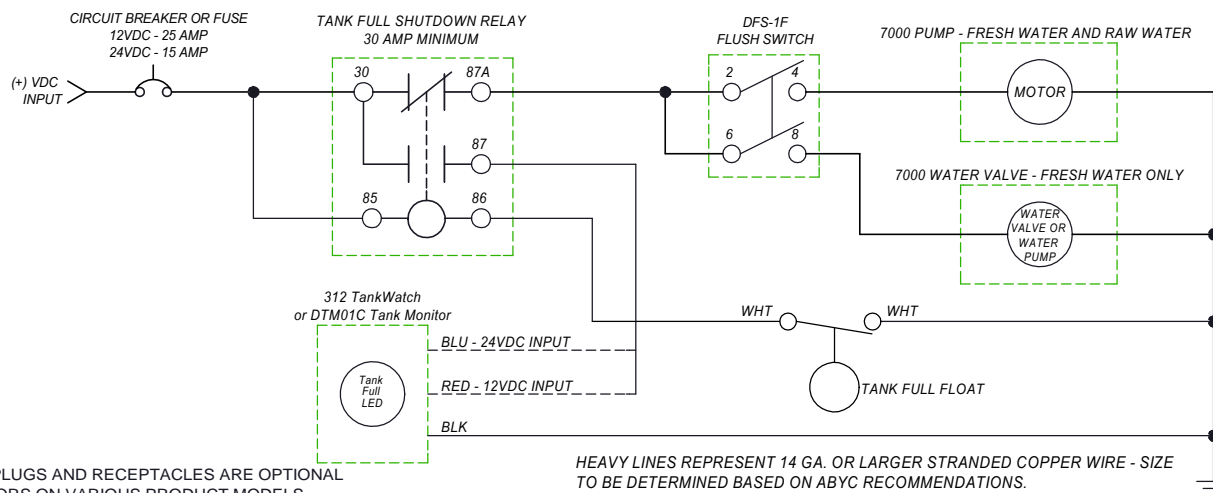 CIRCUIT BREAKER OR FUSE
12VDC - 25 AMP
24VDC - 15 AMP
(+) VDC
INPUT
TANK FULL SHUTDOWN RELAY
30 AMP MINIMUM
30
87A
87
85
86
DFS-1F
FLUSH SWITCH
2
4
6
8
7000 PUMP - FRESH WATER AND RAW WATER
MOTOR
7000 WATER VALVE - FRESH WATER ONLY
WATER
VALVE OR
WATER
PUMP
312 TankWatch
or DTM01C Tank Monitor
Tank
Full
LED
BLU - 24VDC INPUT
RED - 12VDC INPUT
BLK
WHT
WHT
TANK FULL FLOAT
PLUGS AND RECEPTACLES ARE OPTIONAL
ORS ON VARIOUS PRODUCT MODELS
HEAVY LINES REPRESENT 14 GA. OR LARGER STRANDED COPPER WIRE - SIZE
TO BE DETERMINED BASED ON ABYC RECOMMENDATIONS.